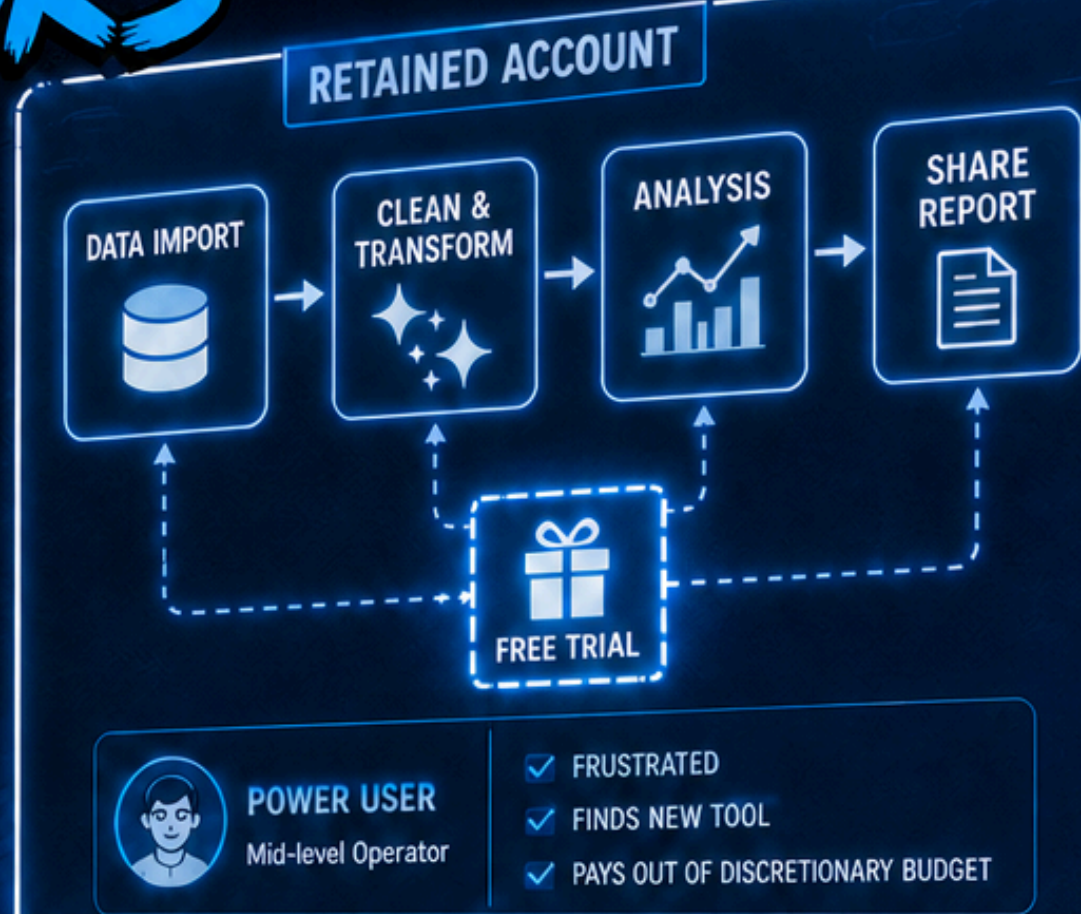 RETAINED ACCOUNT
DATA IMPORT
CLEAN &
TRANSFORM
ANALYSIS
SHARE
REPORT
FREE TRIAL
POWER USER
Mid-level Operator
FRUSTRATED
FINDS NEW TOOL
PAYS OUT OF DISCRETIONARY BUDGET